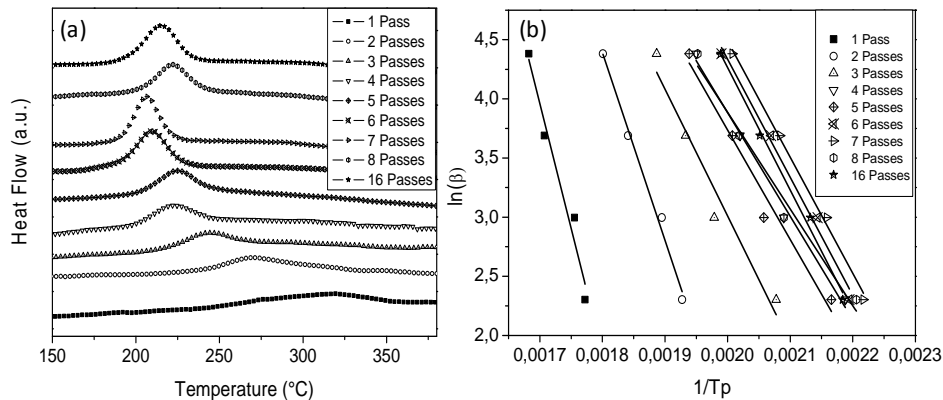 (a)
1 Pass
2 Passes
3 Passes
4 Passes
5 Passes
6 Passes
7 Passes
8 Passes
16 Passes
Heat Flow (a.u.)
150 200 250 300 350
Temperature (°C)
(b)
1 Pass
2 Passes
3 Passes
4 Passes
5 Passes
6 Passes
7 Passes
8 Passes
16 Passes
4,5
4,0
3,5
3,0
2,5
2,0
ln(β)
0,0017 0,0018 0,0019 0,0020 0,0021 0,0022 0,0023
1/Tp